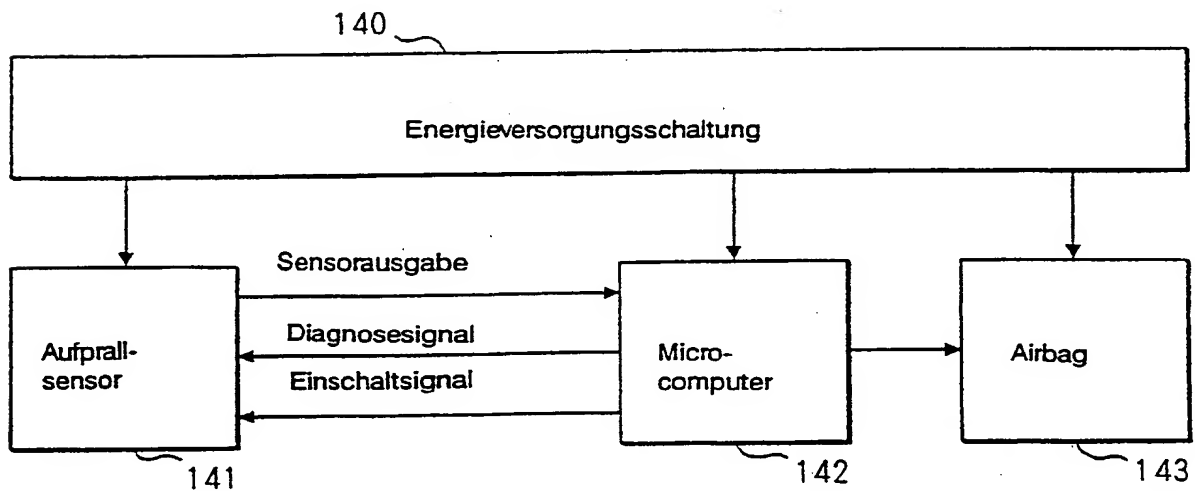 140
Energieversorgungsschaltung
Sensorausgabe
Diagnosesignal
Einschaltsignal
Aufprall-
sensor
Micro-
computer
Airbag
141
142
143